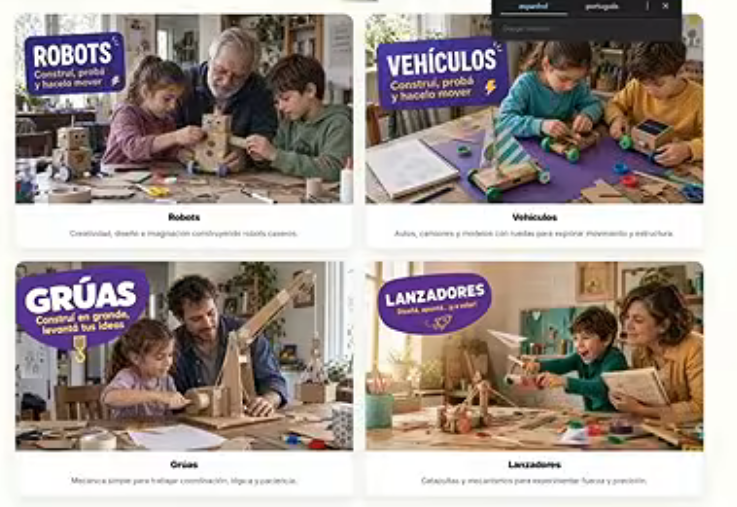 español
português
ROBOTS
Construí, probá
y hacelo mover
VEHÍCULOS
Construí, probá
y hacelo mover
Robots
Creatividad, diseño e imaginación construyendo robots caseros.
Vehículos
Autos, camiones y modelos con ruedas para explorar movimiento y estructura.
GRÚAS
Construí en grande,
levantá tus ideas
LANZADORES
Diseñá, apuntá... y a volar!
Grúas
Mecánica simple para trabajar coordinación, lógica y paciencia.
Lanzadores
Catapultas y mecanismos para experimentar fuerza y precisión.